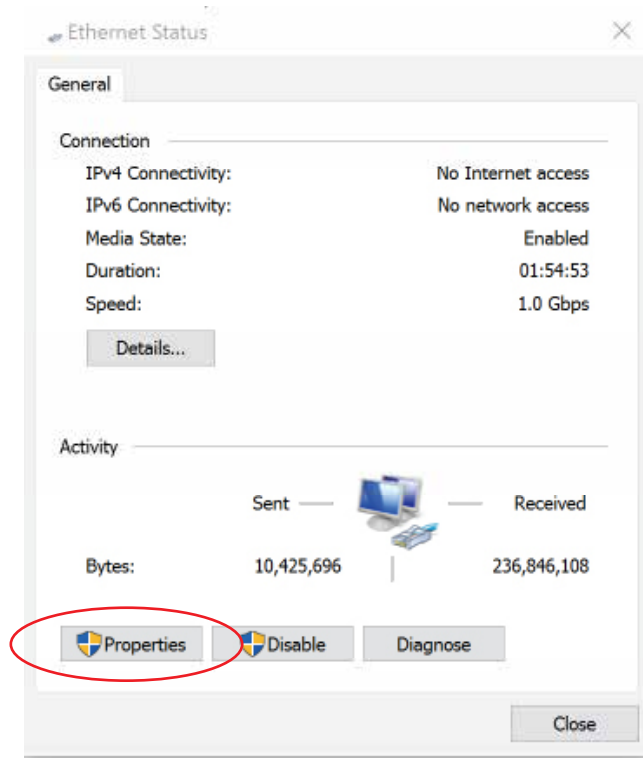 Ethernet Status
General
Connection
IPv4 Connectivity: No Internet access
IPv6 Connectivity: No network access
Media State: Enabled
Duration: 01:54:53
Speed: 1.0 Gbps
Details...
Activity
Sent Received
Bytes: 10,425,696 236,846,108
Properties Disable Diagnose
Close